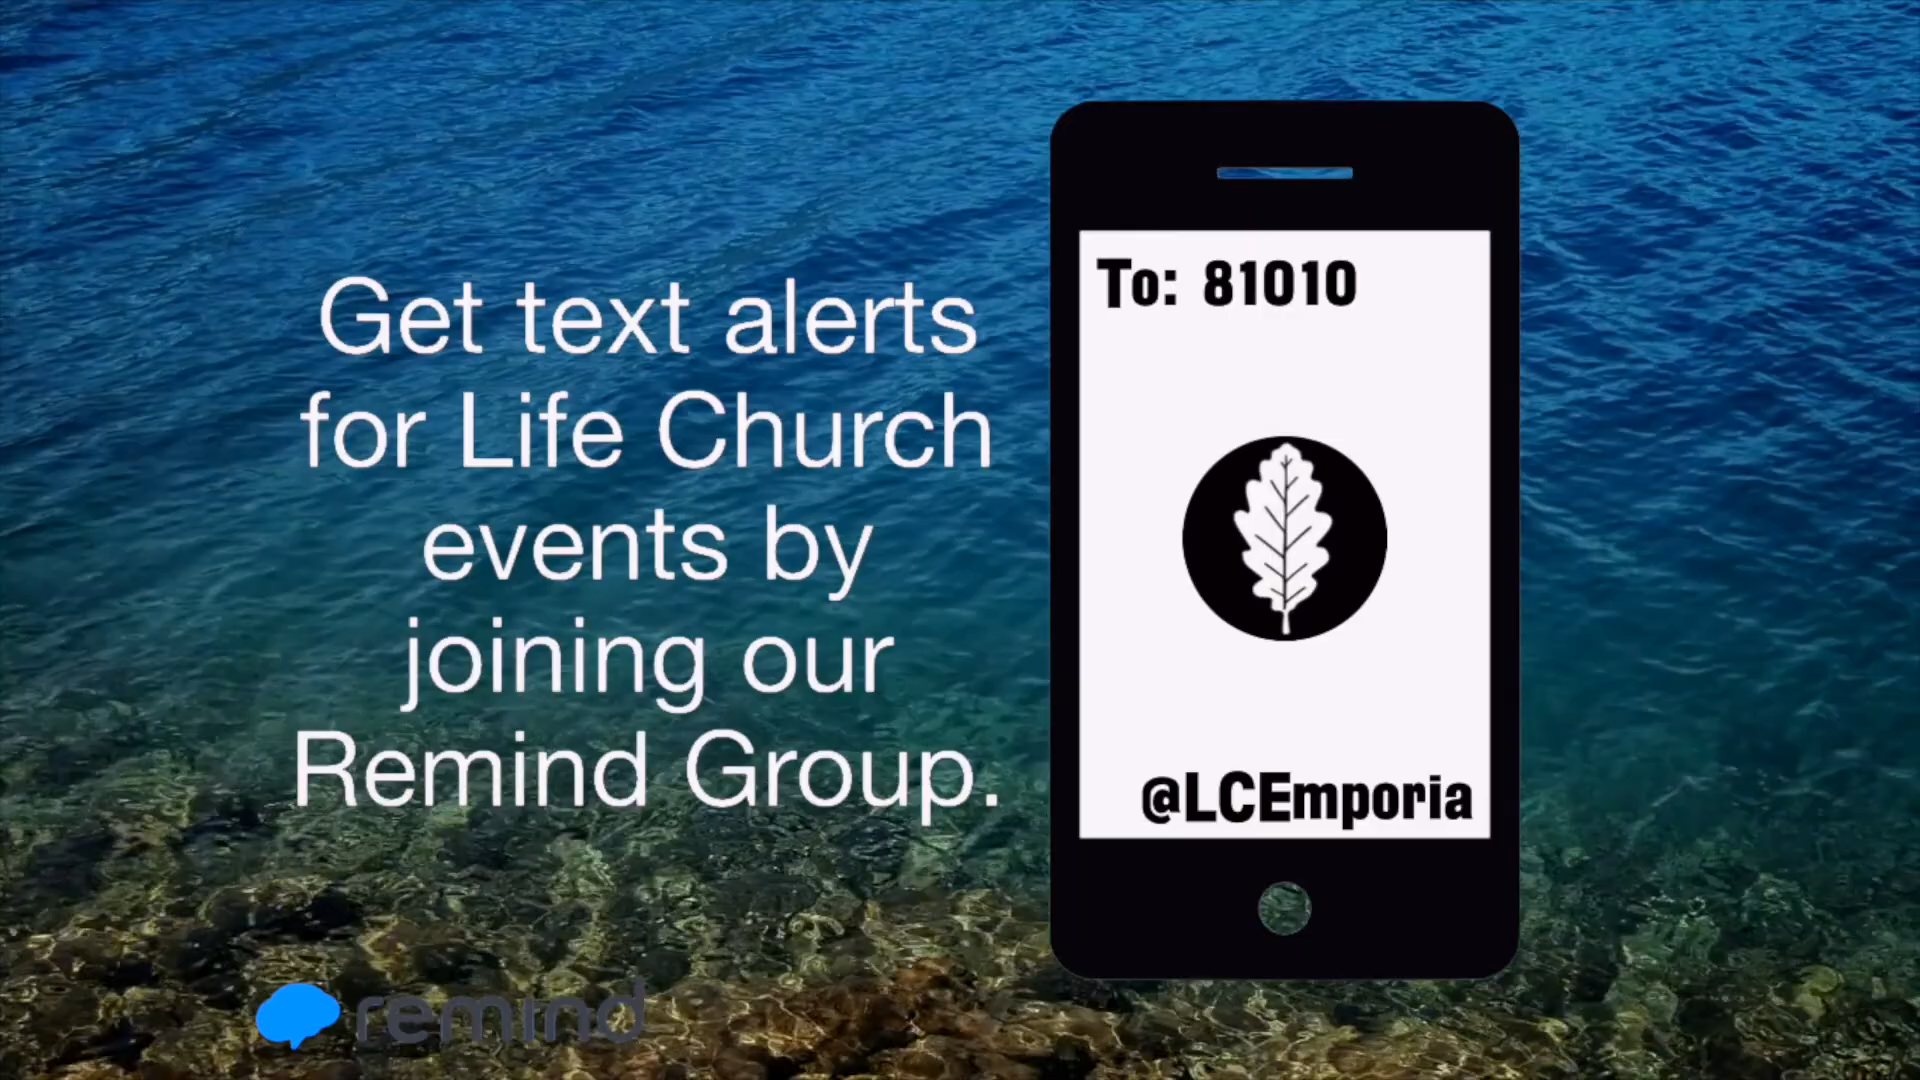 Get text alerts
for Life Church
events by
joining our
Remind Group.
To: 81010
@LCEmporia
remind